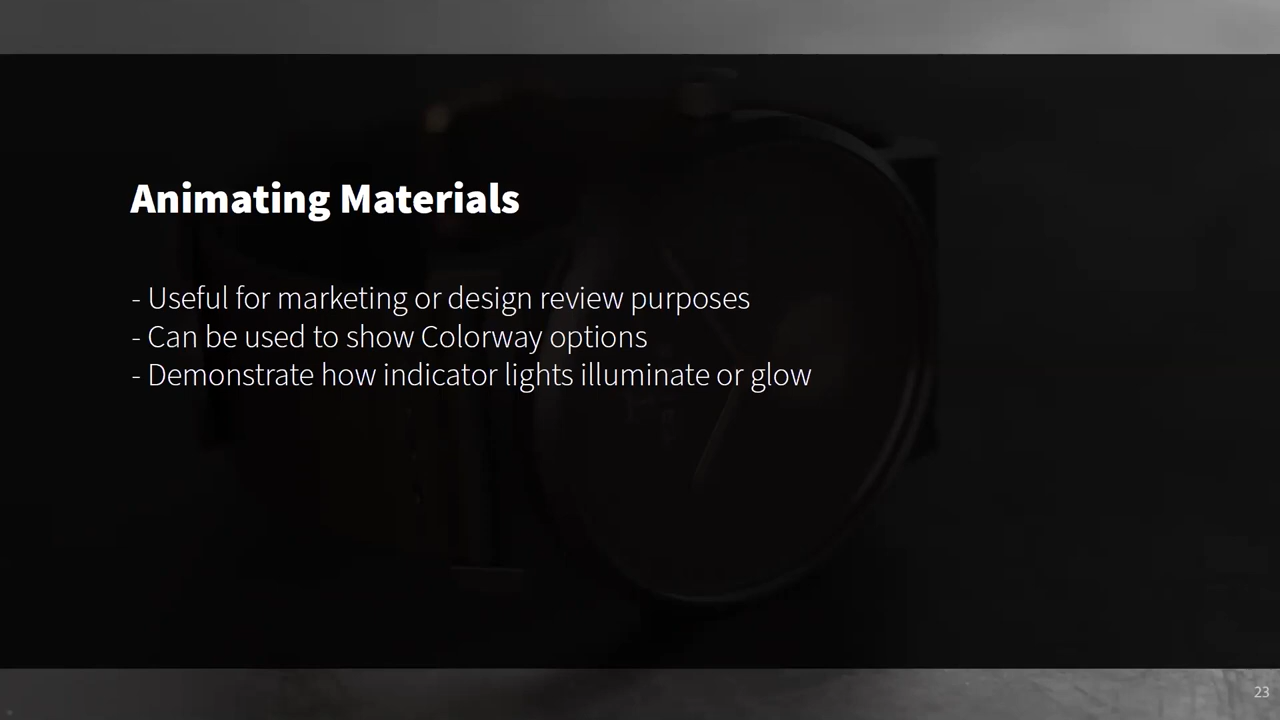 Animating Materials
- Useful for marketing or design review purposes
- Can be used to show Colorway options
- Demonstrate how indicator lights illuminate or glow
23